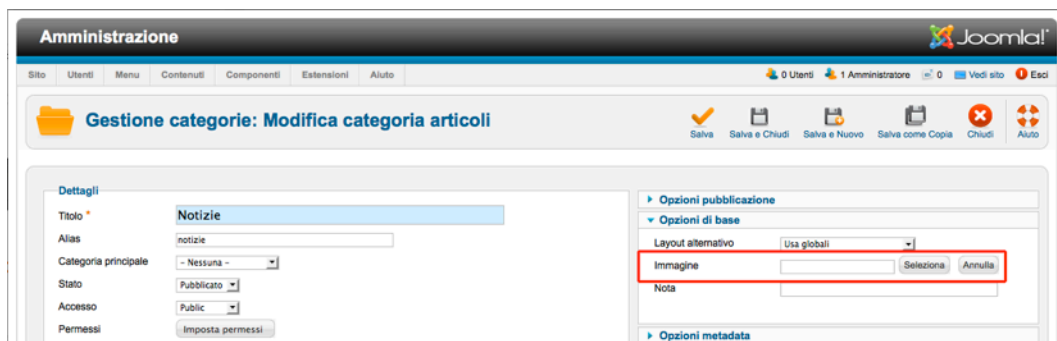 Amministrazione
Joomla!
Sito Utenti Menu Contenuti Componenti Estensioni Aiuto
0 Utenti 1 Amministratore 0 Vedi sito Esci
Gestione categorie: Modifica categoria articoli
Salva Salva e Chiudi Salva e Nuovo Salva come Copia Chiudi Aiuto
Dettagli
Titolo * Notizie
Alias notizie
Categoria principale - Nessuna -
Stato Pubblicato
Accesso Public
Permessi Imposta permessi
Opzioni pubblicazione
Opzioni di base
Layout alternativo Usa globali
Immagine Seleziona Annulla
Nota
Opzioni metadata